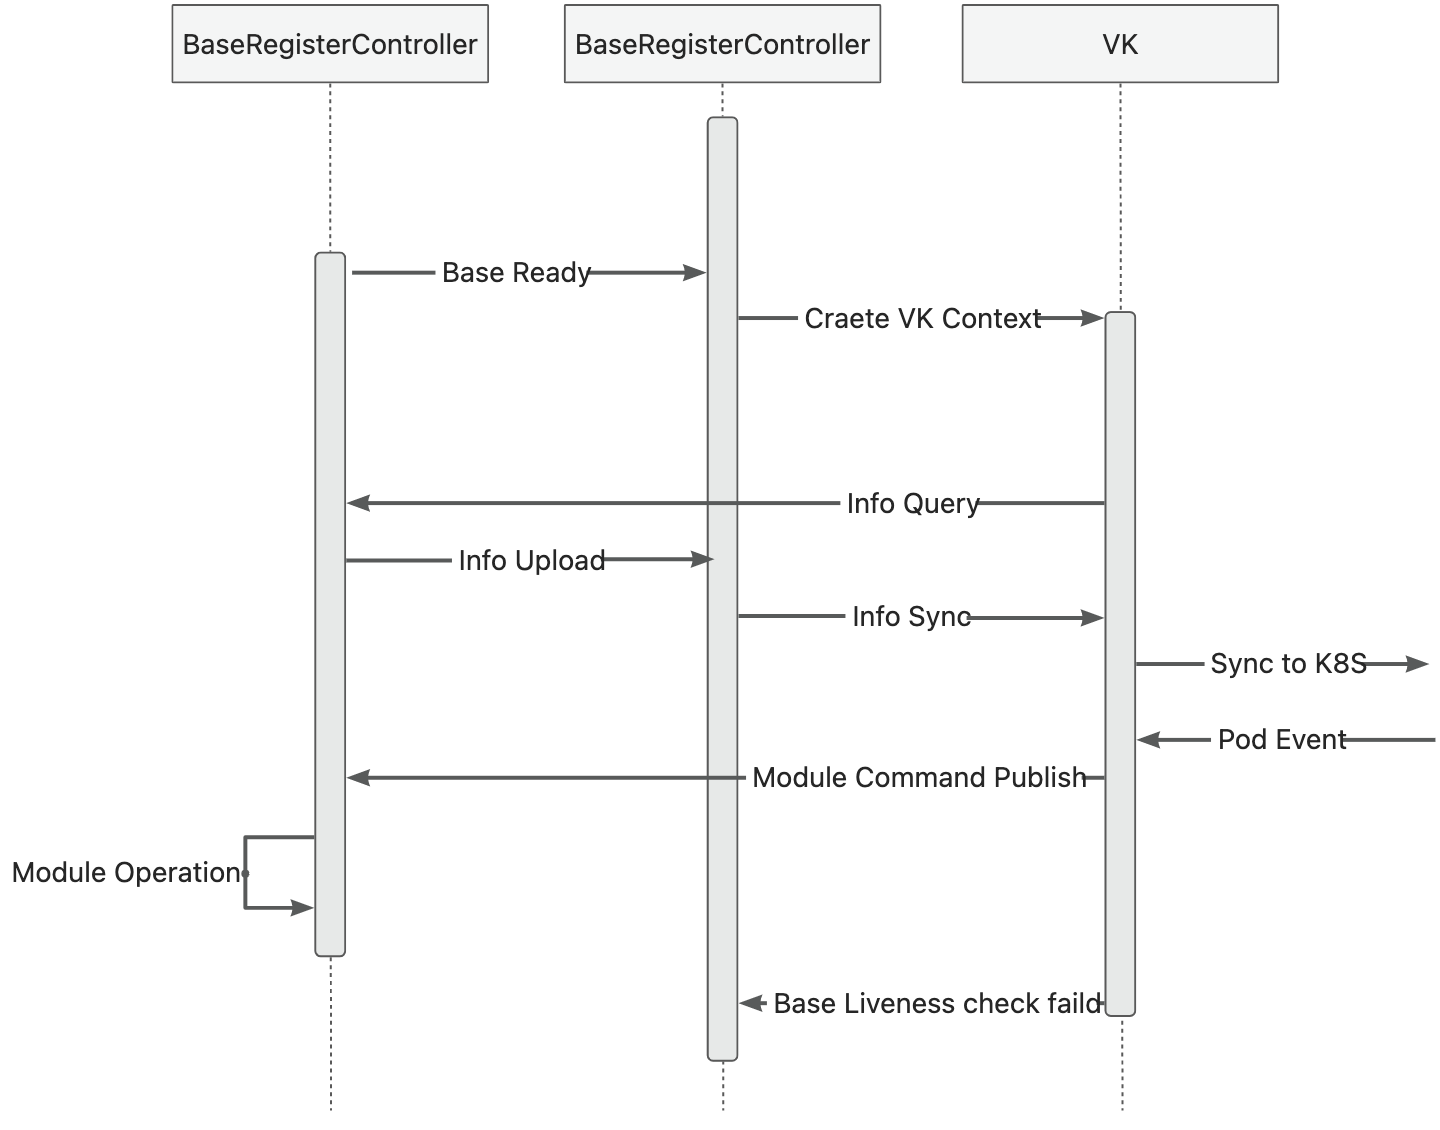 BaseRegisterController
BaseRegisterController
VK
Base Ready
Craete VK Context
Info Query
Info Upload
Info Sync
Sync to K8S
Pod Event
Module Command Publish
Module Operation
Base Liveness check faild